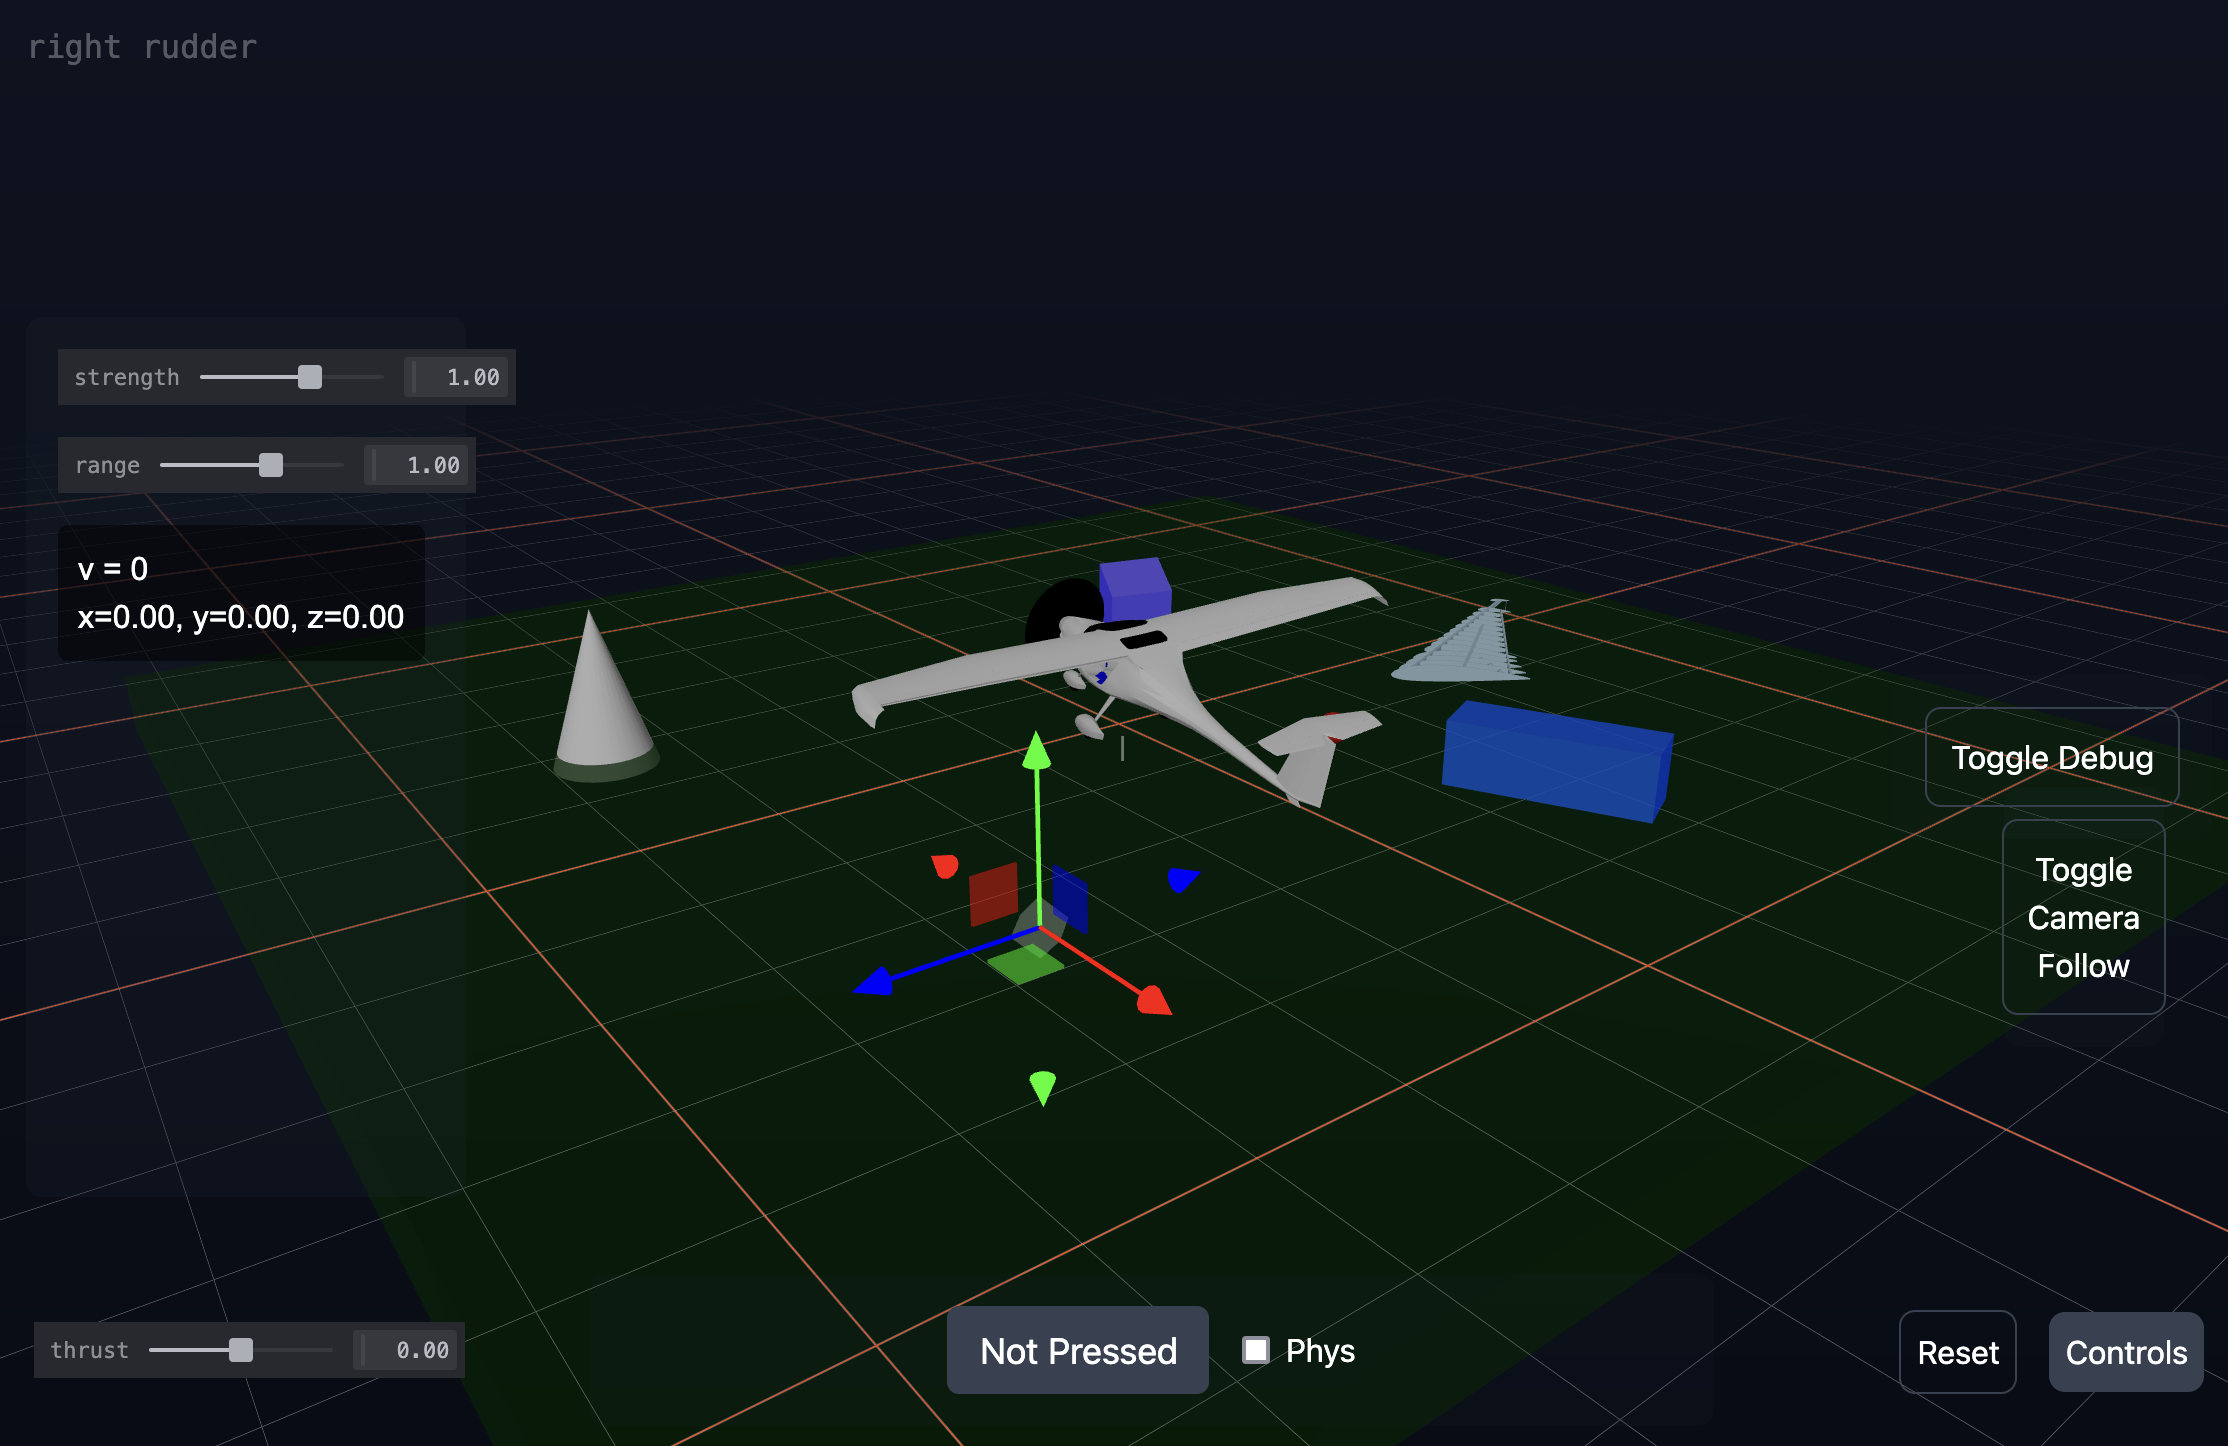 right rudder
strength 1.00
range 1.00
v = 0
x=0.00, y=0.00, z=0.00
Toggle Debug
Toggle
Camera
Follow
thrust 0.00
Not Pressed
Phys
Reset
Controls